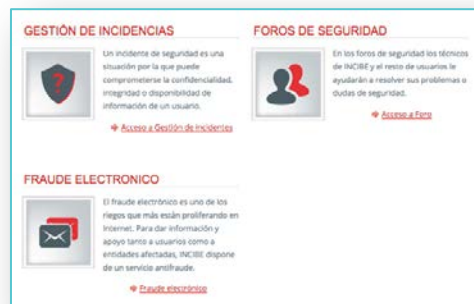 GESTIÓN DE INCIDENCIAS
Un incidente de seguridad es una
situación por la que puede
comprometerse la confidencialidad,
integridad o disponibilidad de
información de un usuario.
Acceso a Gestión de Incidentes
FOROS DE SEGURIDAD
En los foros de seguridad los técnicos
de INCIBE y el resto de usuarios le
ayudarán a resolver sus problemas o
dudas de seguridad.
Acceso a Foro
FRAUDE ELECTRONICO
El fraude electrónico es uno de los
riegos que más están proliferando en
Internet. Para dar información y
apoyo tanto a usuarios como a
entidades afectadas, INCIBE dispone
de un servicio antifraude.
Fraude electrónico